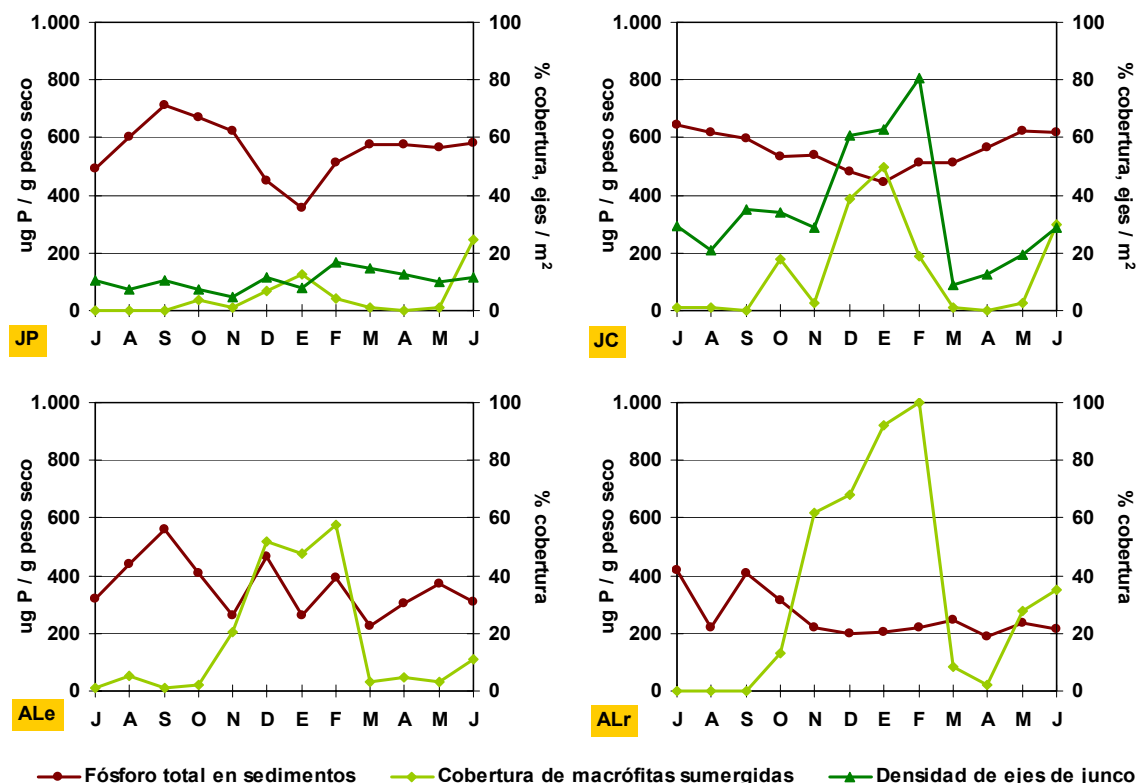 1.000
800
600
400
200
0
ug P / g peso seco
100
80
60
40
20
0
% cobertura, ejes / m²
J A S O N D E F M A M J
JP
1.000
800
600
400
200
0
ug P / g peso seco
100
80
60
40
20
0
% cobertura, ejes / m²
J A S O N D E F M A M J
JC
1.000
800
600
400
200
0
ug P / g peso seco
100
80
60
40
20
0
% cobertura
J A S O N D E F M A M J
ALe
1.000
800
600
400
200
0
ug P / g peso seco
100
80
60
40
20
0
% cobertura
J A S O N D E F M A M J
ALr
Fósforo total en sedimentos Cobertura de macrófitas sumergidas Densidad de ejes de junco